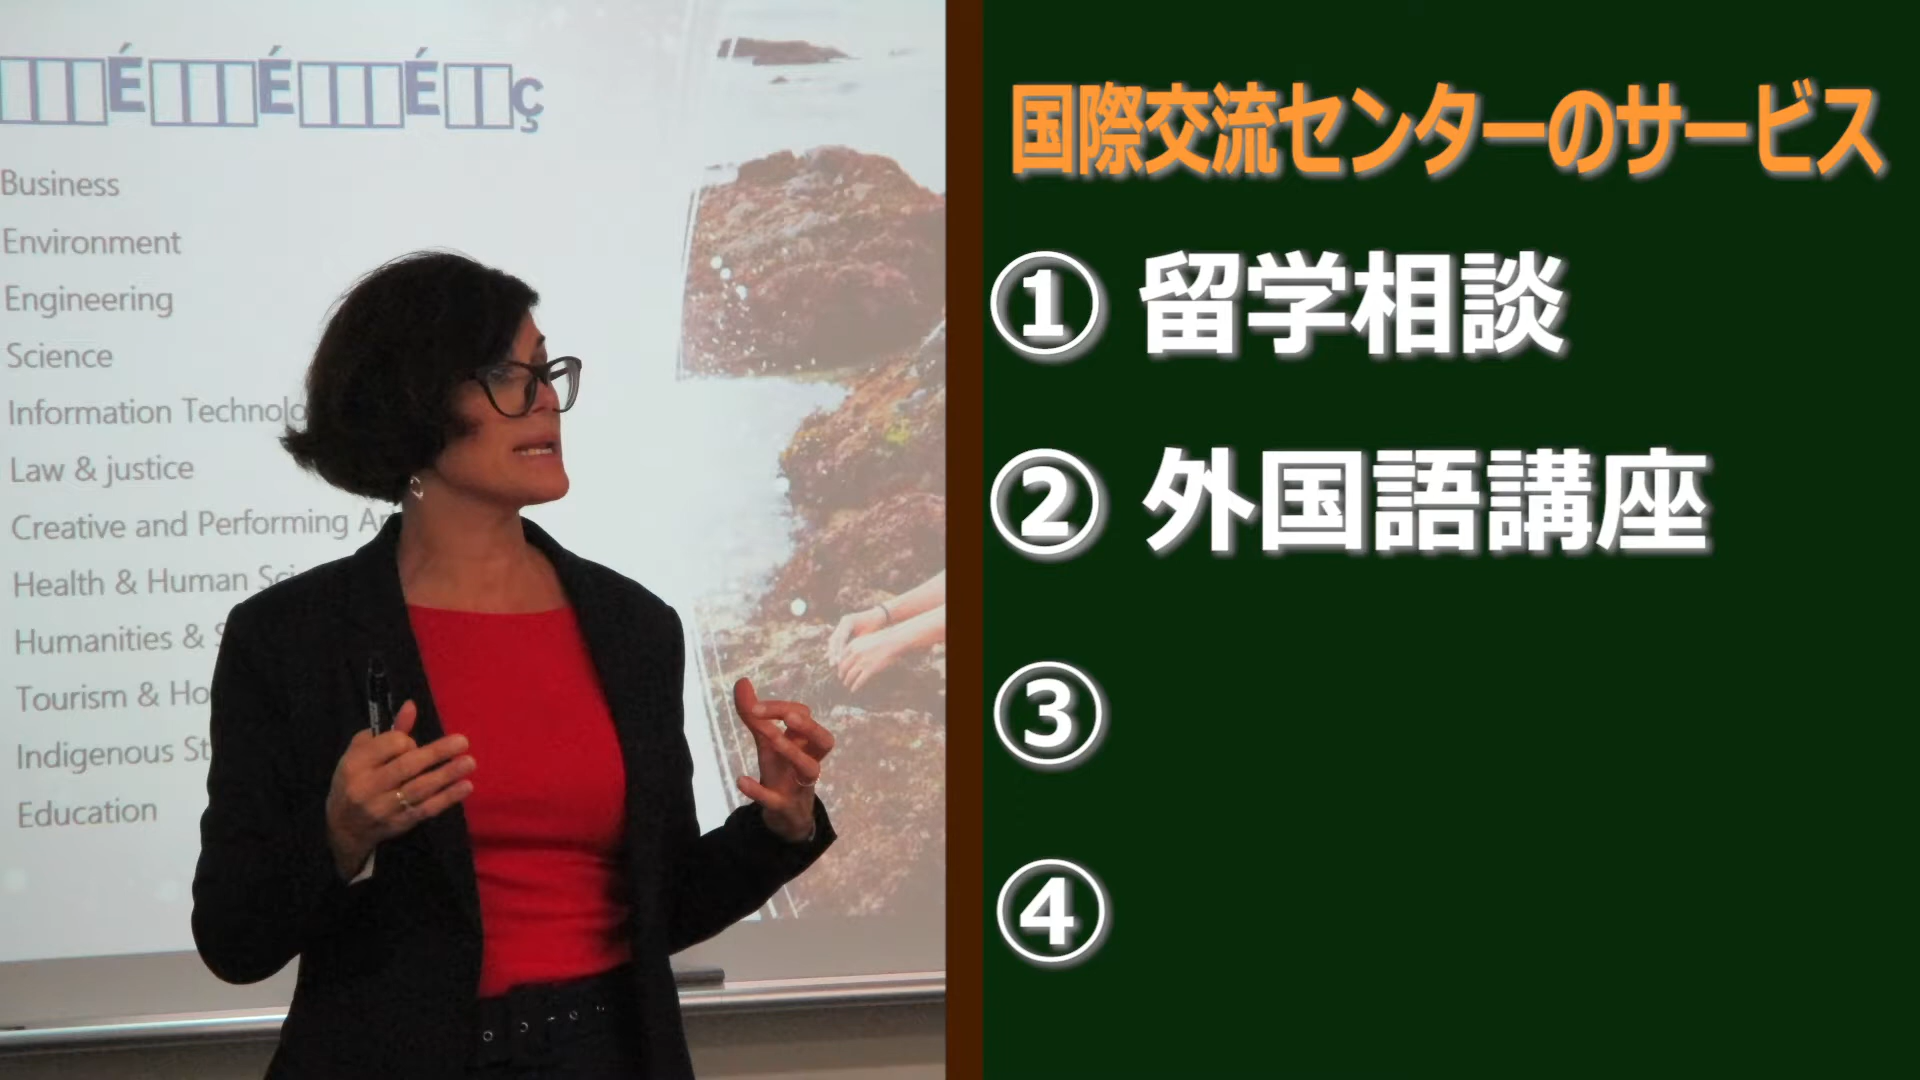 Business
Environment
Engineering
Science
Information Technolo
Law & justice
Creative and Performing Ar
Health & Human Sci
Humanities & S
Tourism & Ho
Indigenous St
Education
国際交流センターのサービス
① 留学相談
② 外国語講座
③
④